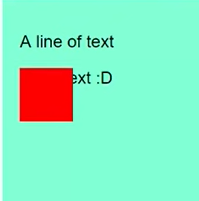 A line of text
ext :D